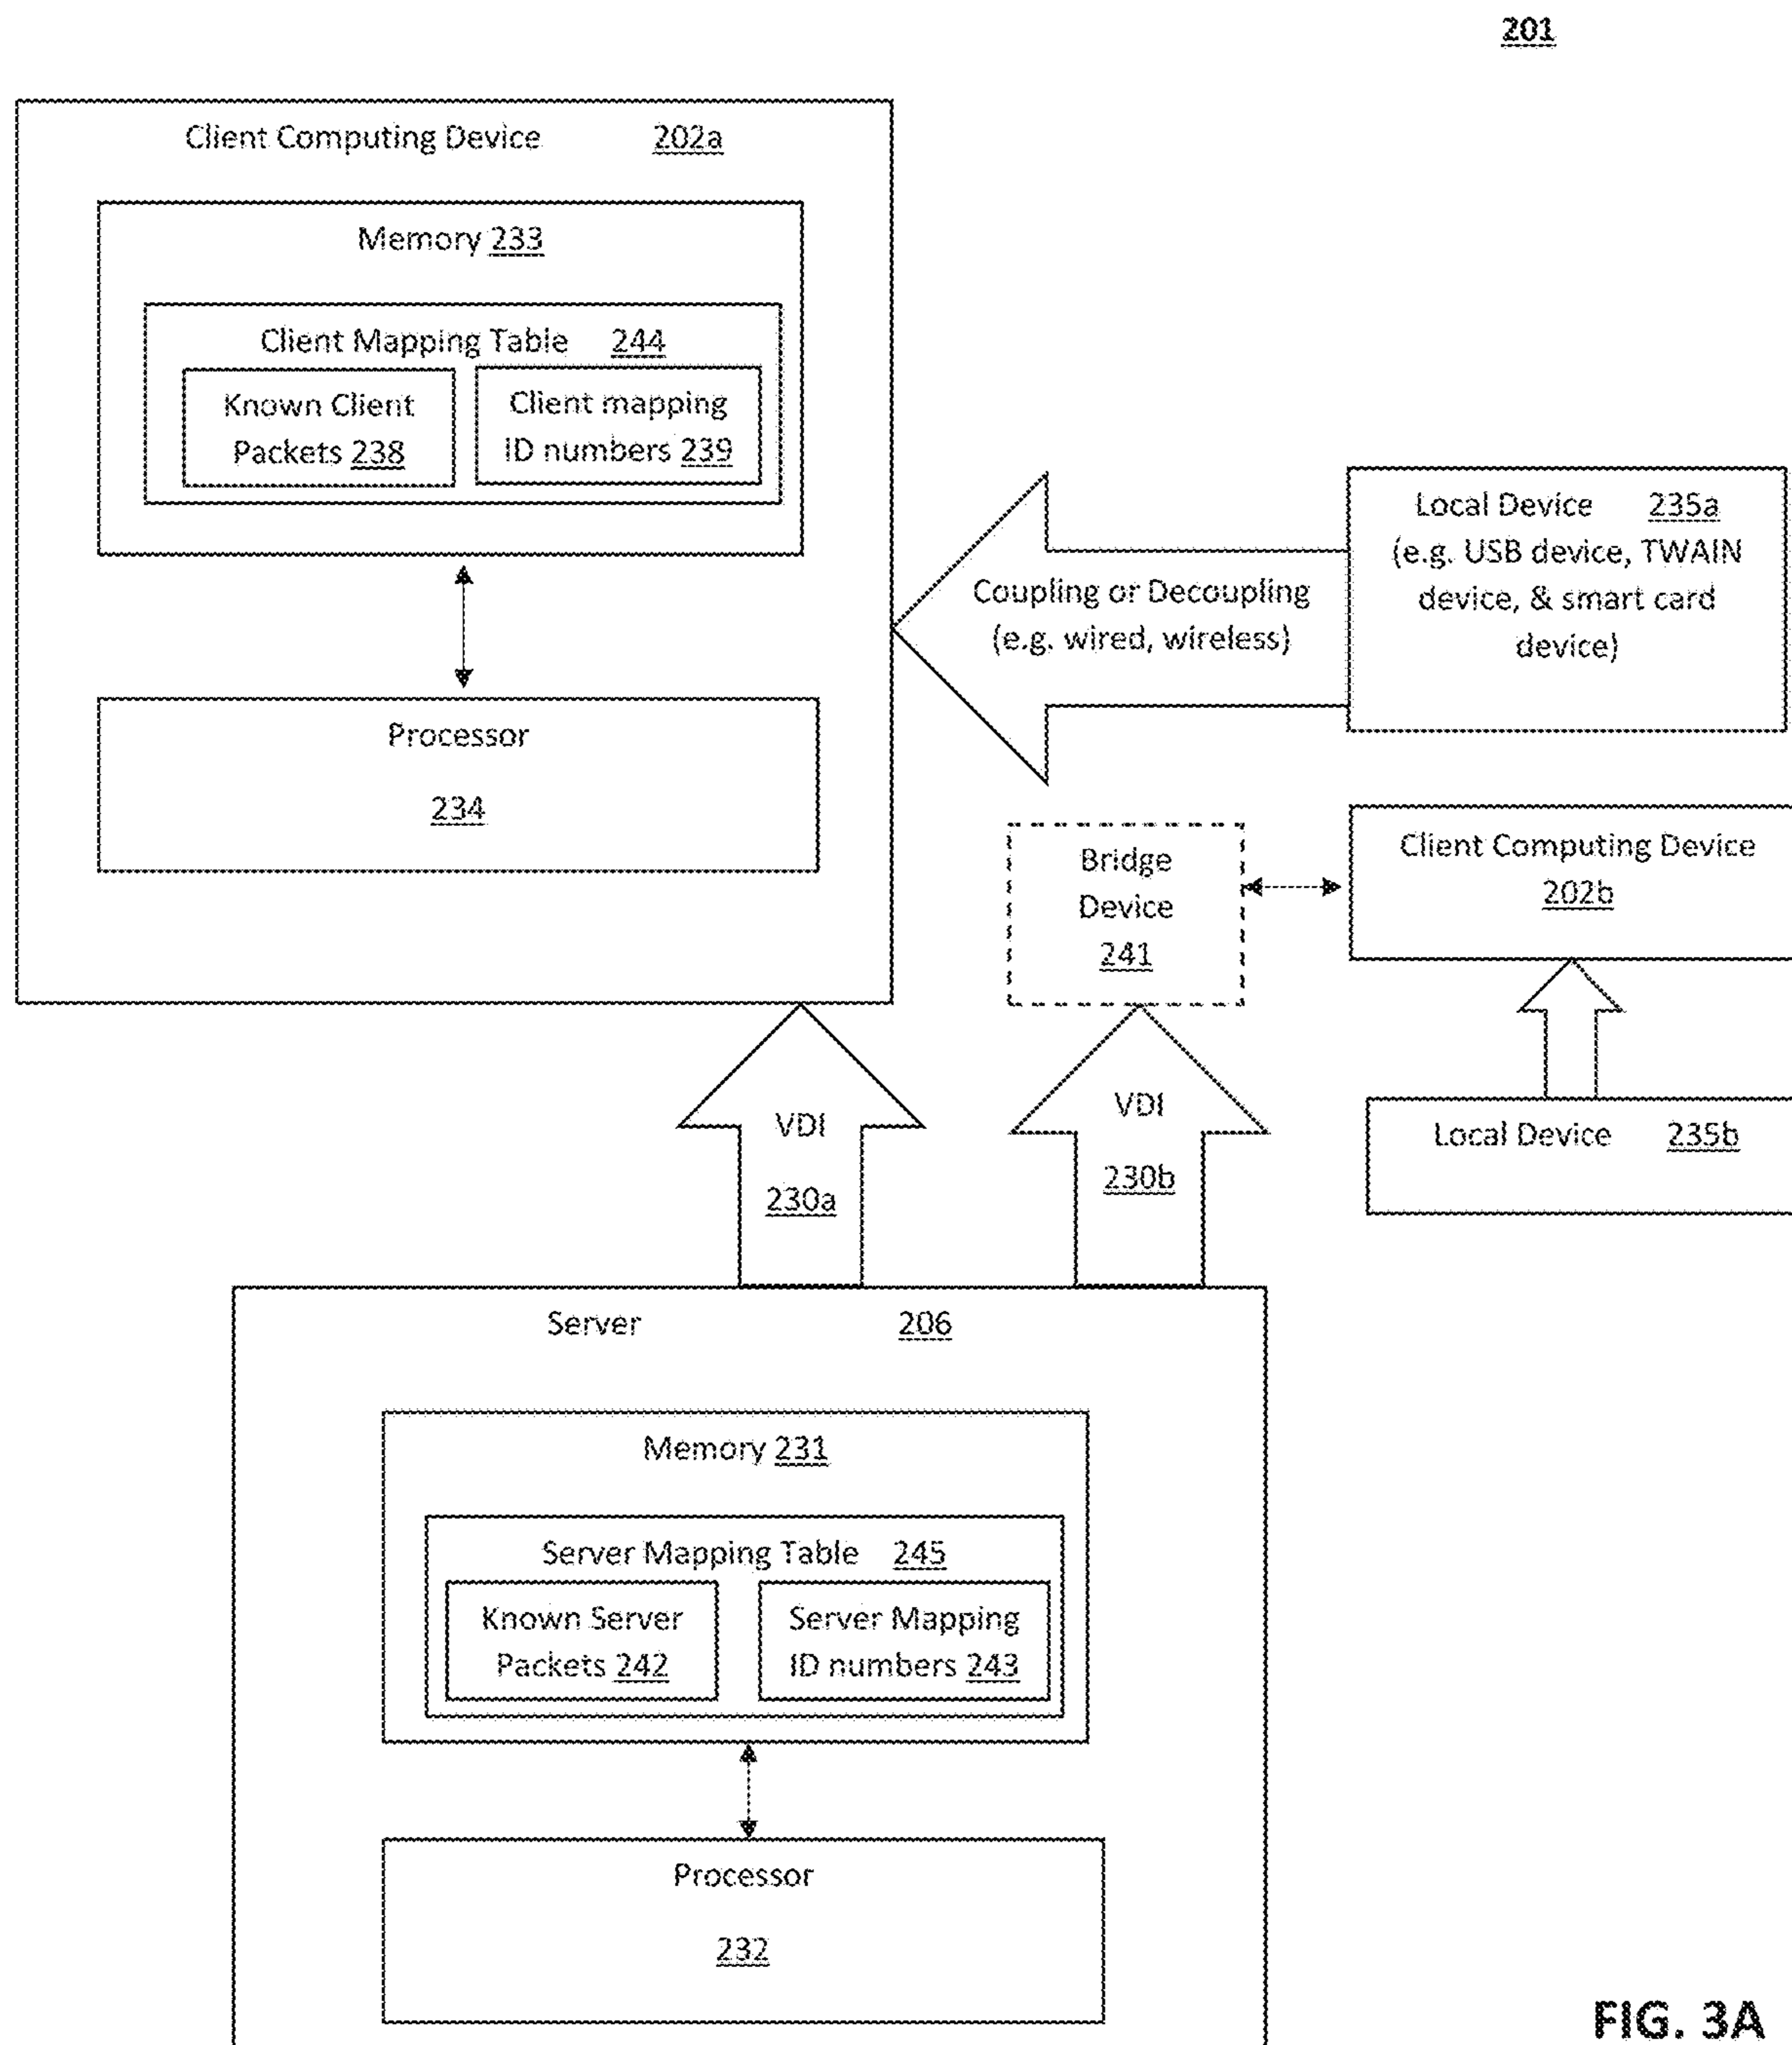 201
Client Computing Device 202a
Memory 233
Client Mapping Table 244
Known Client
Packets 238
Client mapping
ID numbers 239
Processor
234
Coupling or Decoupling
(e.g. wired, wireless)
Local Device 235a
(e.g. USB device, TWAIN
device, & smart card
device)
Bridge
Device
241
Client Computing Device
202b
Local Device 235b
VDI
230a
VDI
230b
Server 206
Memory 231
Server Mapping Table 245
Known Server
Packets 242
Server Mapping
ID numbers 243
Processor
232
FIG. 3A